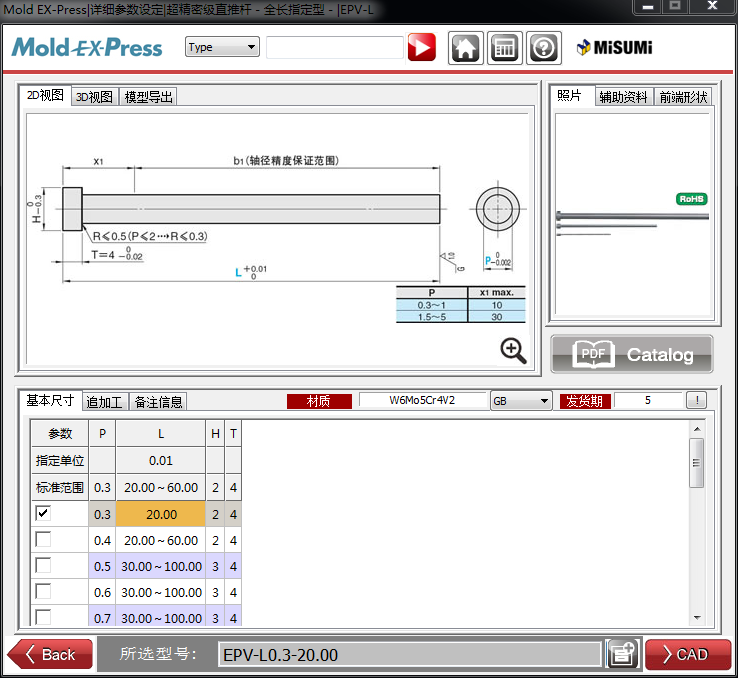 Mold EX-Press|详细参数设定|超精密级直推杆 - 全长指定型 - |EPV-L
Mold EX-Press
Type
MiSUMi
2D视图 3D视图 模型导出
照片 辅助资料 前端形状
x1 b1(轴径精度保证范围)
H 0 -0.3
R≤0.5(P≤2⋯→R≤0.3)
T=4 0 -0.02
L +0.01 0
1.0
G
P 0 -0.002
P x1 max.
0.3~1 10
1.5~5 30
RoHS
PDF Catalog
基本尺寸 追加工 备注信息 材质 W6Mo5Cr4V2 GB 发货期 5 !
参数 P L H T
指定单位 0.01
标准范围 0.3 20.00 ~ 60.00 2 4
0.3 20.00 2 4
0.4 20.00 ~ 60.00 2 4
0.5 30.00 ~ 100.00 3 4
0.6 30.00 ~ 100.00 3 4
0.7 30.00 ~ 100.00 3 4
Back 所选型号: EPV-L0.3-20.00 CAD